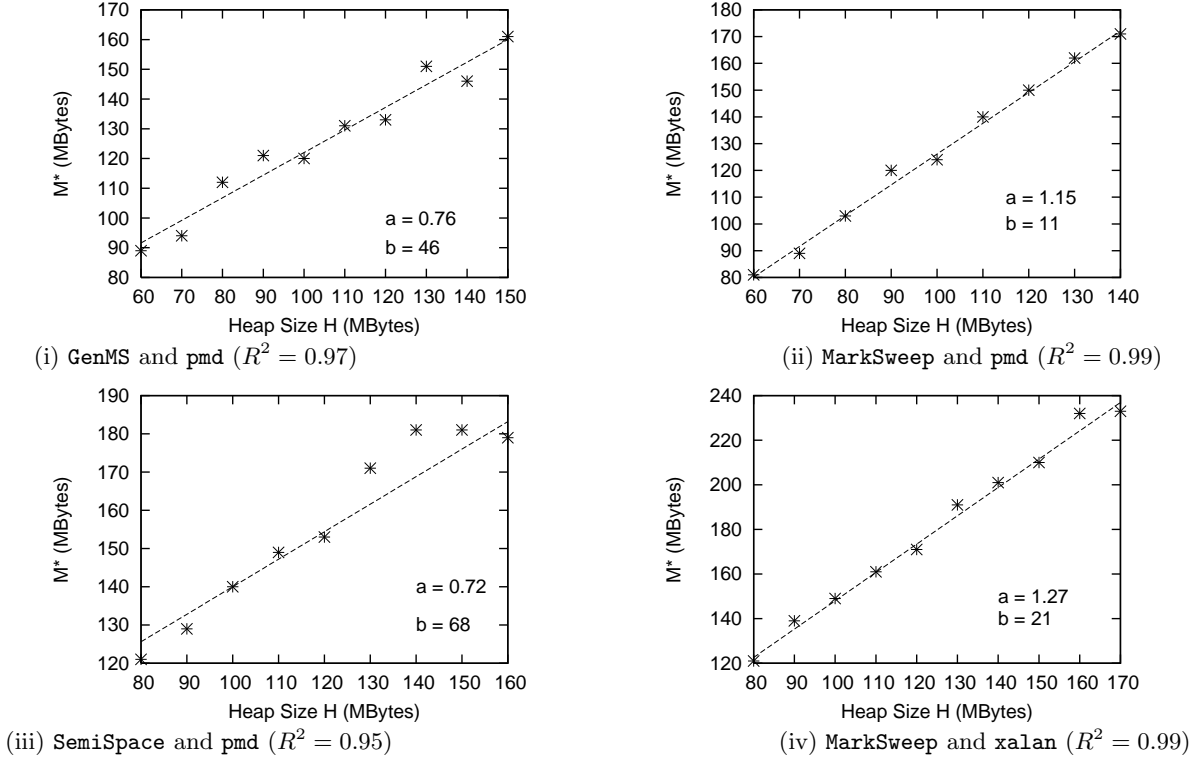 170
160
150
140
130
120
110
100
90
80
M* (MBytes)
a = 0.76
b = 46
60 70 80 90 100 110 120 130 140 150
Heap Size H (MBytes)
(i) GenMS and pmd (R² = 0.97)
180
170
160
150
140
130
120
110
100
90
80
M* (MBytes)
a = 1.15
b = 11
60 70 80 90 100 110 120 130 140
Heap Size H (MBytes)
(ii) MarkSweep and pmd (R² = 0.99)
190
180
170
160
150
140
130
120
M* (MBytes)
a = 0.72
b = 68
80 90 100 110 120 130 140 150 160
Heap Size H (MBytes)
(iii) SemiSpace and pmd (R² = 0.95)
240
220
200
180
160
140
120
M* (MBytes)
a = 1.27
b = 21
80 90 100 110 120 130 140 150 160 170
Heap Size H (MBytes)
(iv) MarkSweep and xalan (R² = 0.99)